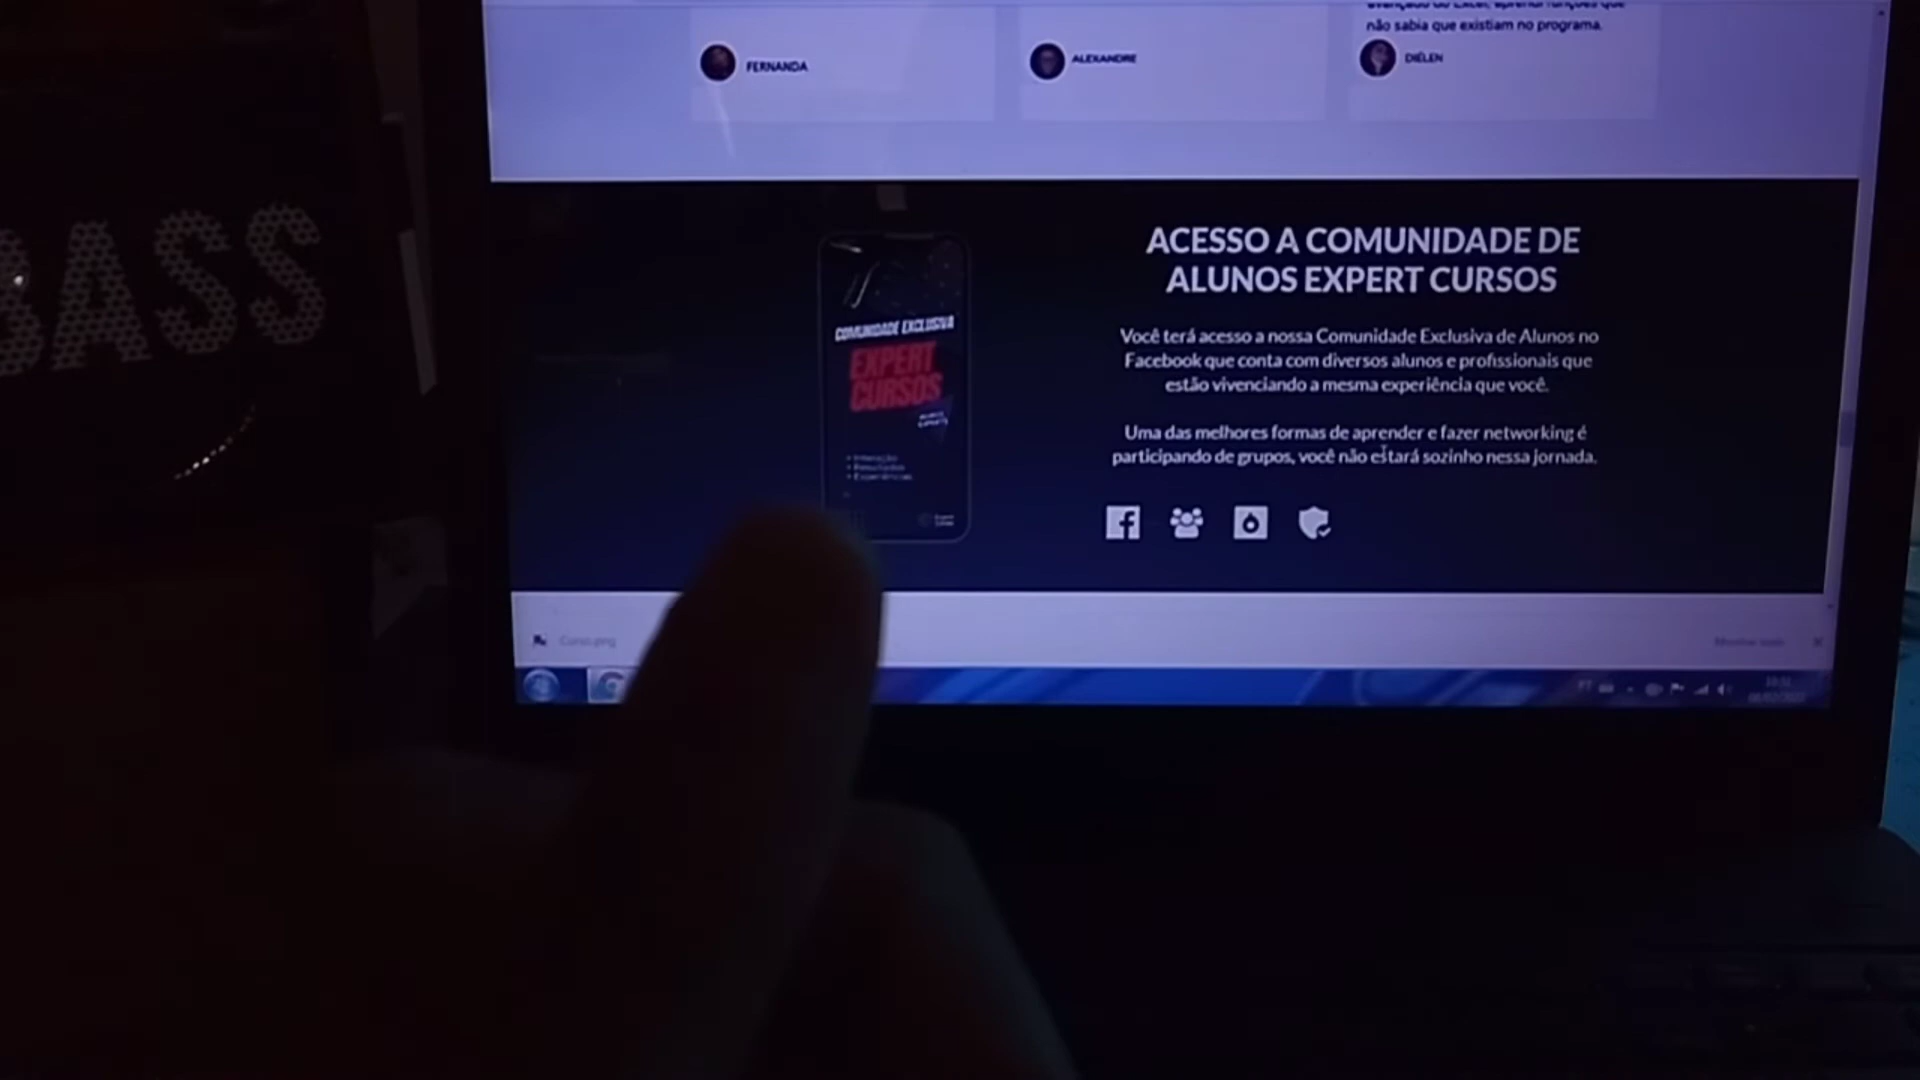 não sabia que existiam no programa.
FERNANDA
ALEXANDRE
DIÉLEN
BASS
ACESSO A COMUNIDADE DE
ALUNOS EXPERT CURSOS
Você terá acesso a nossa Comunidade Exclusiva de Alunos no
Facebook que conta com diversos alunos e profissionais que
estão vivenciando a mesma experiência que você.
Uma das melhores formas de aprender e fazer networking é
participando de grupos, você não estará sozinho nessa jornada.
COMUNIDADE EXCLUSIVA
EXPERT
CURSOS
PT